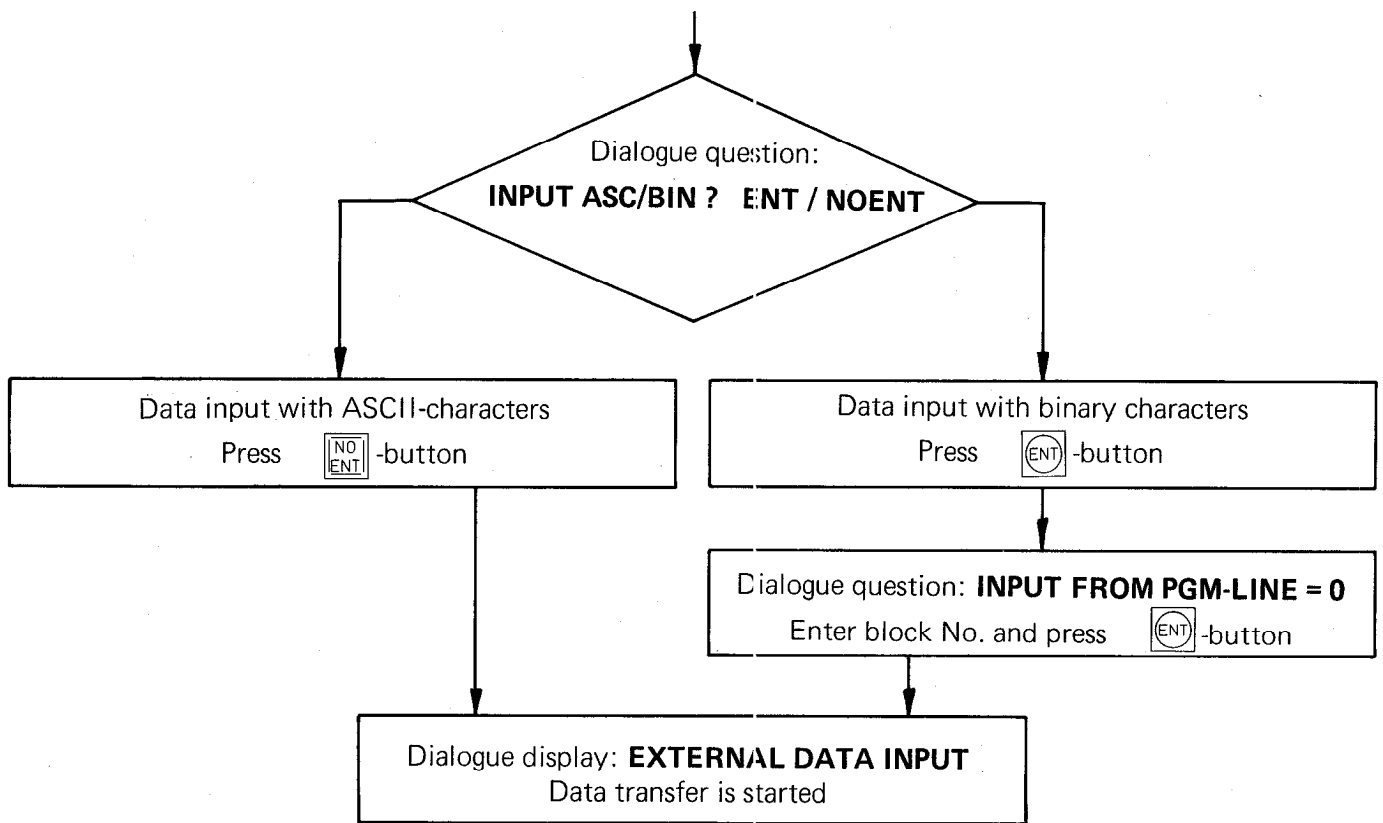 Dialogue question:
INPUT ASC/BIN ? ENT / NOENT
Data input with ASCII-characters
Press NO ENT -button
Data input with binary characters
Press ENT -button
Dialogue question: INPUT FROM PGM-LINE = 0
Enter block No. and press ENT -button
Dialogue display: EXTERNAL DATA INPUT
Data transfer is started